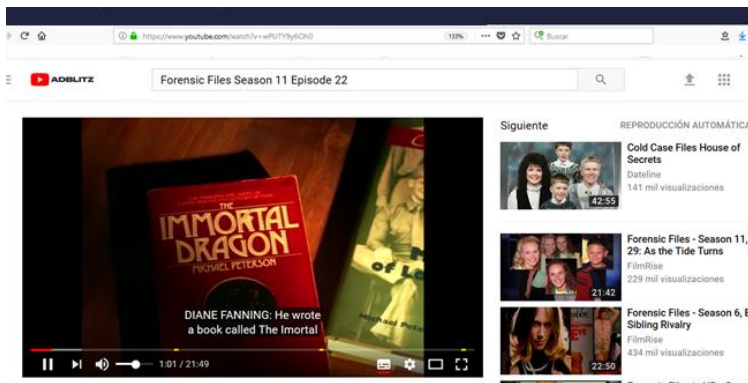 https://www.youtube.com/watch?v=wPUTY9y6Oh0
133%
Buscar
ADBLITZ
Forensic Files Season 11 Episode 22
THE
IMMORTAL
DRAGON
MICHAEL PETERSON
of
DIANE FANNING: He wrote
a book called The Imortal
1:01 / 21:49
Siguiente
REPRODUCCIÓN AUTOMÁTICA
Cold Case Files House of
Secrets
Dateline
141 mil visualizaciones
42:55
Forensic Files - Season 11,
29: As the Tide Turns
FilmRise
229 mil visualizaciones
21:42
Forensic Files - Season 6, E
Sibling Rivalry
FilmRise
434 mil visualizaciones
22:50